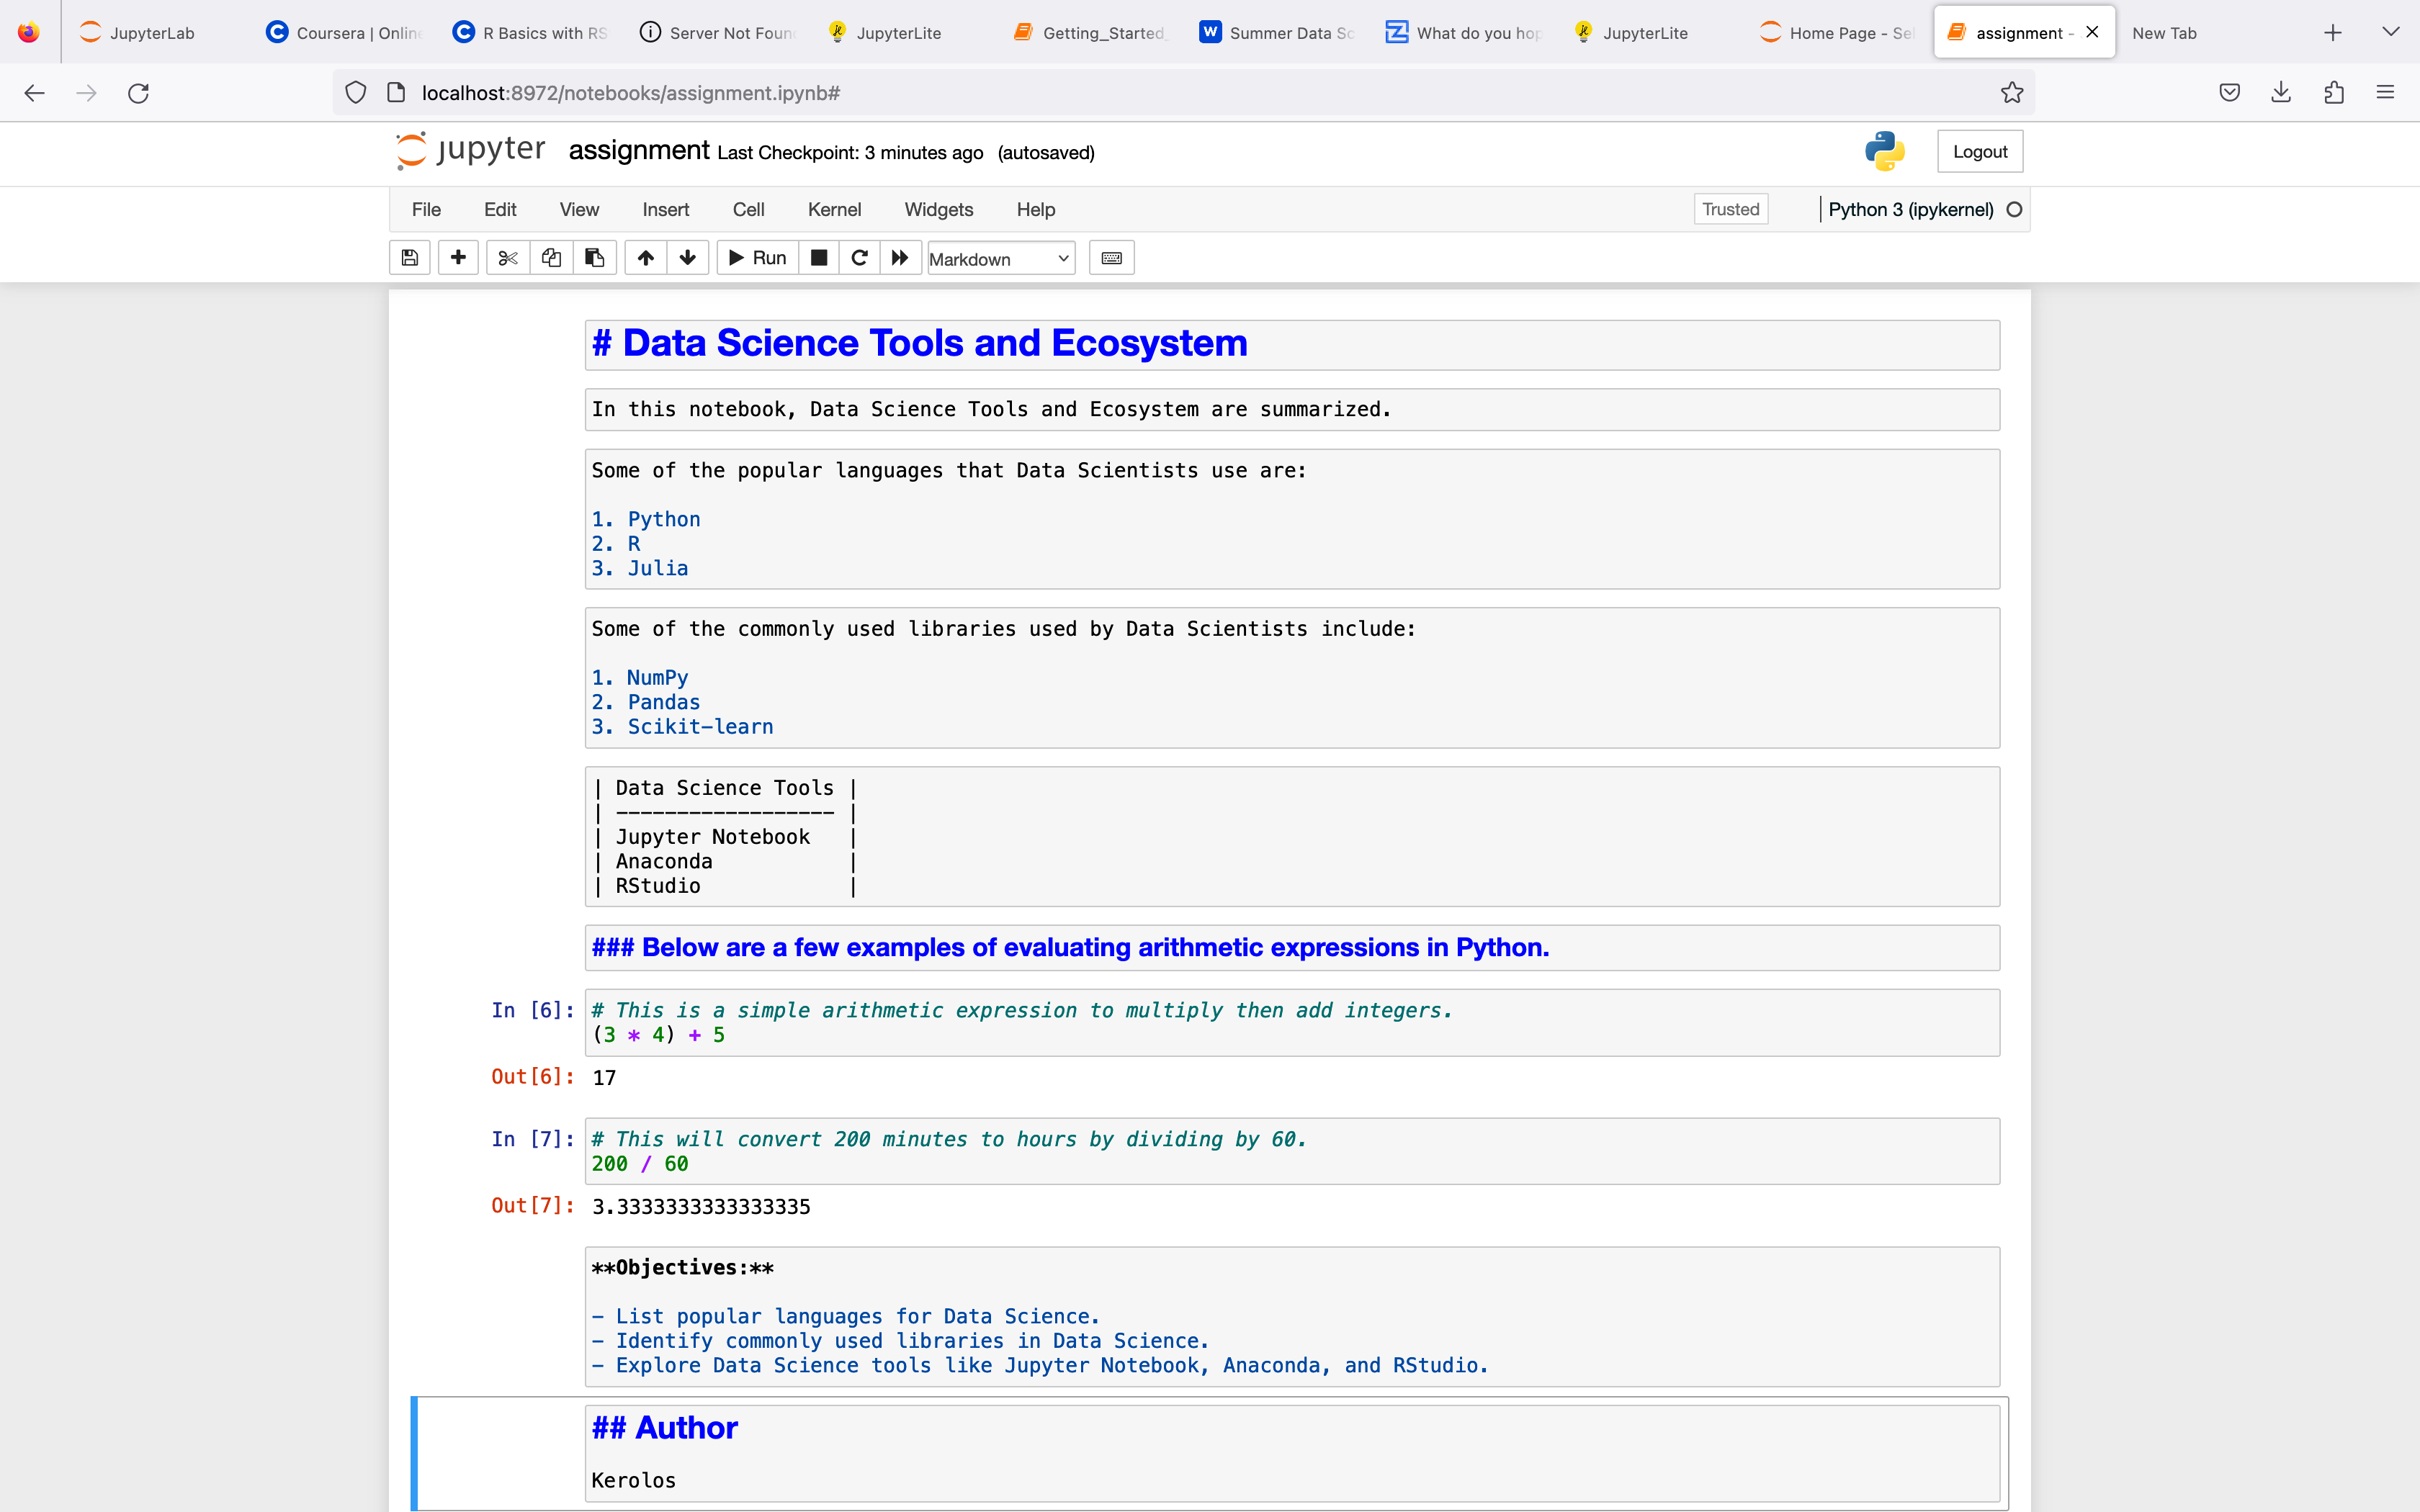 JupyterLab
Coursera | Onlin
R Basics with RS
Server Not Foun
JupyterLite
Getting_Started_
Summer Data Sc
What do you hop
JupyterLite
Home Page - Sel
assignment -
New Tab
localhost:8972/notebooks/assignment.ipynb#
jupyter assignment Last Checkpoint: 3 minutes ago (autosaved)
Logout
File Edit View Insert Cell Kernel Widgets Help
Trusted
Python 3 (ipykernel)
Run
Markdown
# Data Science Tools and Ecosystem
In this notebook, Data Science Tools and Ecosystem are summarized.
Some of the popular languages that Data Scientists use are:
1. Python
2. R
3. Julia
Some of the commonly used libraries used by Data Scientists include:
1. NumPy
2. Pandas
3. Scikit-learn
| Data Science Tools |
| ------------------ |
| Jupyter Notebook   |
| Anaconda           |
| RStudio            |
### Below are a few examples of evaluating arithmetic expressions in Python.
In [6]: # This is a simple arithmetic expression to multiply then add integers.
(3 * 4) + 5
Out[6]: 17
In [7]: # This will convert 200 minutes to hours by dividing by 60.
200 / 60
Out[7]: 3.3333333333333335
**Objectives:**
- List popular languages for Data Science.
- Identify commonly used libraries in Data Science.
- Explore Data Science tools like Jupyter Notebook, Anaconda, and RStudio.
## Author
Kerolos